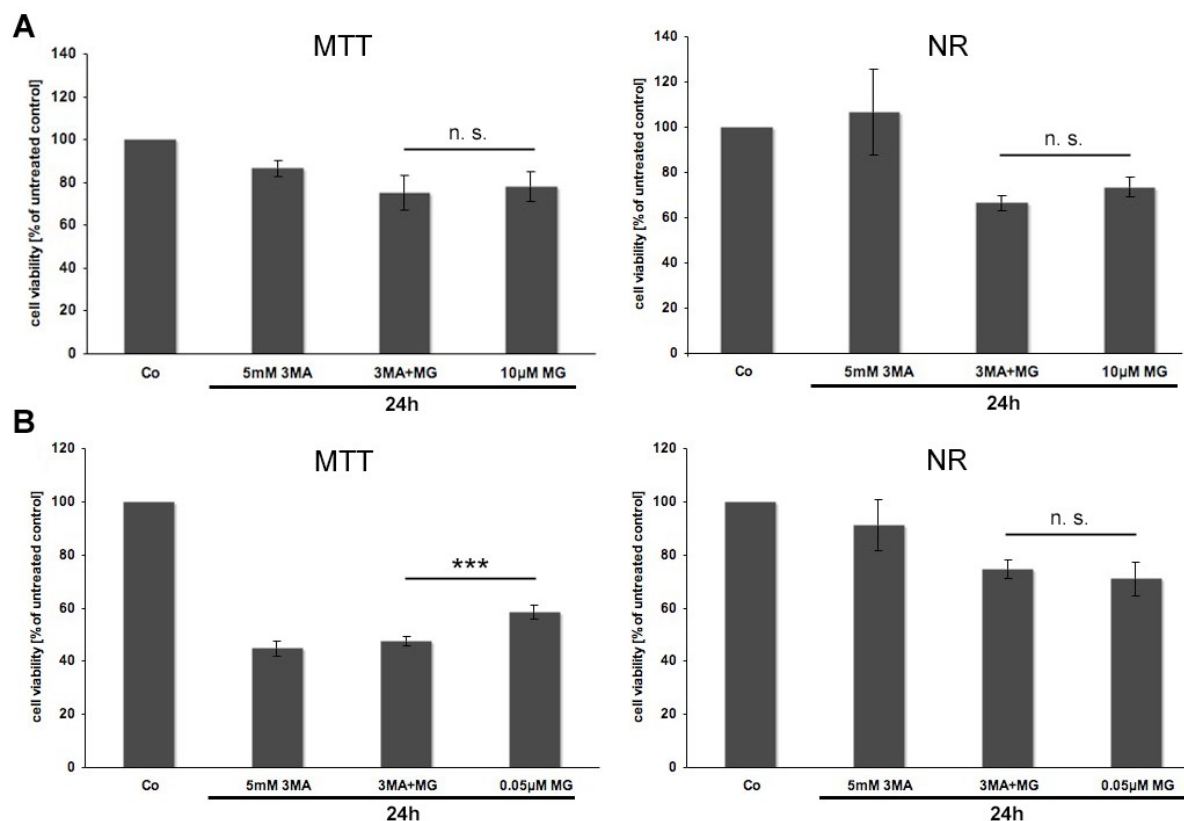 A
MTT
cell viability [% of untreated control]
140
120
100
80
60
40
20
0
n. s.
Co
5mM 3MA
3MA+MG
10µM MG
24h
NR
cell viability [% of untreated control]
140
120
100
80
60
40
20
0
n. s.
Co
5mM 3MA
3MA+MG
10µM MG
24h
B
MTT
cell viability [% of untreated control]
120
100
80
60
40
20
0
***
Co
5mM 3MA
3MA+MG
0.05µM MG
24h
NR
cell viability [% of untreated control]
120
100
80
60
40
20
0
n. s.
Co
5mM 3MA
3MA+MG
0.05µM MG
24h